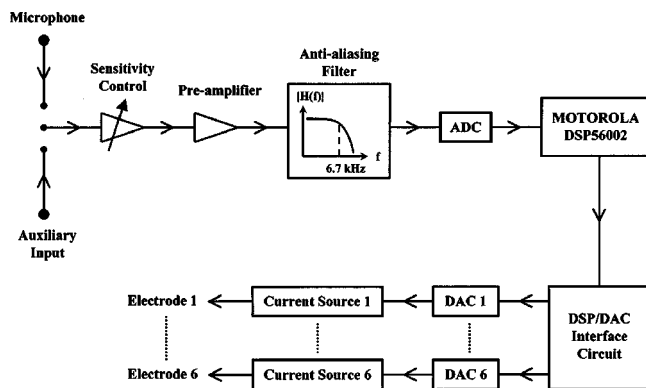 Microphone
Sensitivity
Control
Pre-amplifier
Anti-aliasing
Filter
|H(f)|
f
6.7 kHz
ADC
MOTOROLA
DSP56002
Auxiliary
Input
Electrode 1
Current Source 1
DAC 1
DSP/DAC
Interface
Circuit
Electrode 6
Current Source 6
DAC 6